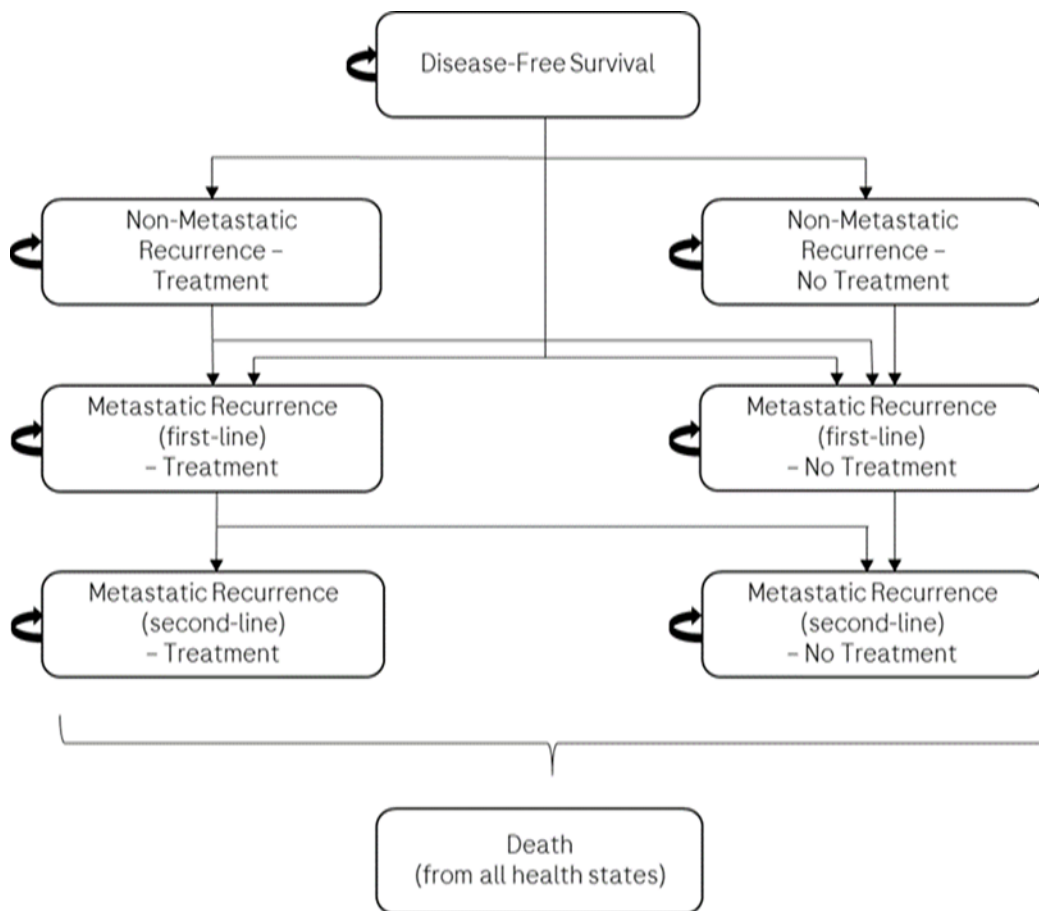 Disease-Free Survival
Non-Metastatic
Recurrence –
Treatment
Non-Metastatic
Recurrence –
No Treatment
Metastatic Recurrence
(first-line)
– Treatment
Metastatic Recurrence
(first-line)
– No Treatment
Metastatic Recurrence
(second-line)
– Treatment
Metastatic Recurrence
(second-line)
– No Treatment
Death
(from all health states)